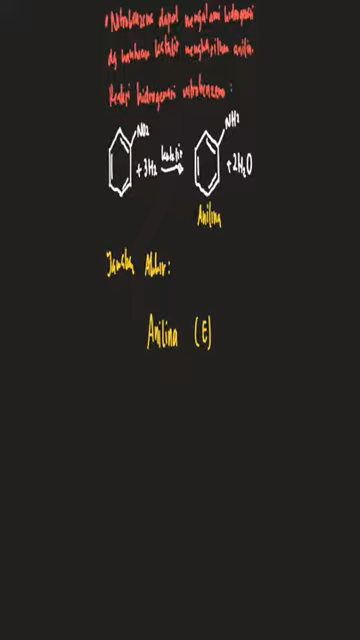 • Nitrobenzena dapat mengalami hidrogenasi
dg bantuan katalis menghasilkan anilin.
Reaksi hidrogenasi nitrobenzena :
NO2 NH2
+ 3H2 katalis + 2H2O
Anilina
Jawaban Akhir :
Anilina (E)